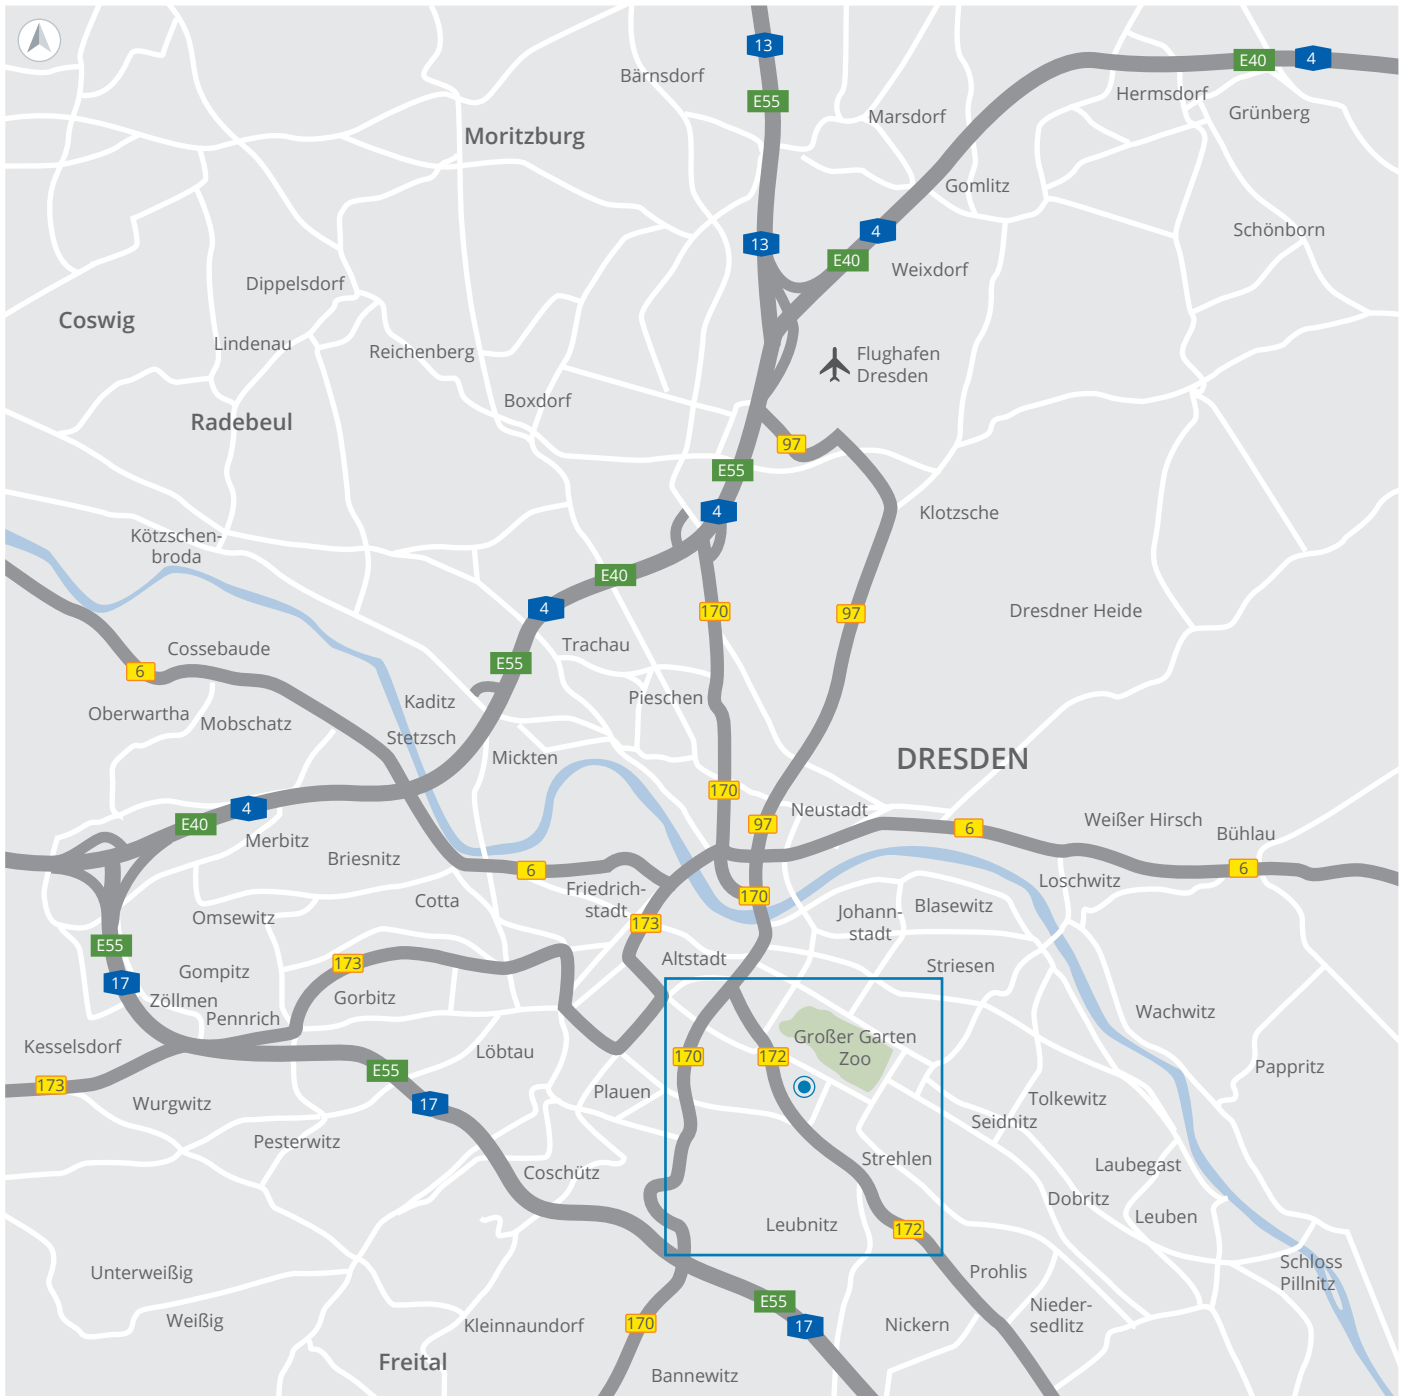 13
E40
4
Bärnsdorf
E55
Hermsdorf
Grünberg
Marsdorf
Moritzburg
Gomlitz
13
4
Schönborn
E40
Weixdorf
Dippelsdorf
Coswig
Lindenau
Reichenberg
Flughafen
Dresden
Boxdorf
Radebeul
97
E55
4
Klotzsche
Kötzschen-
broda
E40
4
170
97
Dresdner Heide
Cossebaude
Trachau
6
E55
Kaditz
Pieschen
Oberwartha
Mobschatz
Stetzsch
Mickten
DRESDEN
170
4
Neustadt
E40
97
6
Weißer Hirsch
Bühlau
Merbitz
Briesnitz
6
6
Friedrich-
stadt
Loschwitz
Cotta
170
Johann-
stadt
Blasewitz
Omsewitz
173
E55
Altstadt
173
Striesen
Gompitz
17
Zöllmen
Gorbitz
Pennrich
Wachwitz
Kesselsdorf
Großer Garten
Zoo
Löbtau
170
172
E55
Pappritz
173
Plauen
Wurgwitz
17
Tolkewitz
Seidnitz
Pesterwitz
Strehlen
Laubegast
Coschütz
Dobritz
Leuben
Leubnitz
172
Unterweißig
Prohlis
Schloss
Pillnitz
E55
Weißig
Kleinnaundorf
170
17
Nickern
Nieder-
sedlitz
Freital
Bannewitz